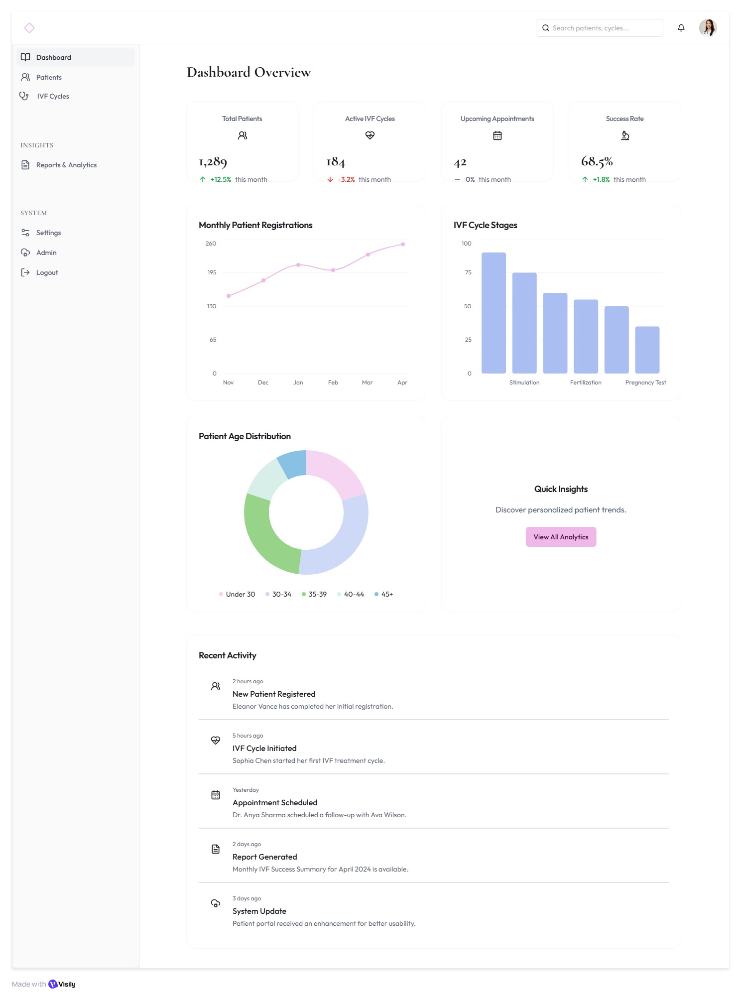 Search patients, cycles...
Dashboard
Patients
IVF Cycles
INSIGHTS
Reports & Analytics
SYSTEM
Settings
Admin
Logout
Dashboard Overview
Total Patients
1,289
+12.5% this month
Active IVF Cycles
184
-3.2% this month
Upcoming Appointments
42
0% this month
Success Rate
68.5%
+1.8% this month
Monthly Patient Registrations
260
195
130
65
0
Nov Dec Jan Feb Mar Apr
IVF Cycle Stages
100
75
50
25
0
Stimulation Fertilization Pregnancy Test
Patient Age Distribution
Under 30 30-34 35-39 40-44 45+
Quick Insights
Discover personalized patient trends.
View All Analytics
Recent Activity
2 hours ago
New Patient Registered
Eleanor Vance has completed her initial registration.
5 hours ago
IVF Cycle Initiated
Sophia Chen started her first IVF treatment cycle.
Yesterday
Appointment Scheduled
Dr. Anya Sharma scheduled a follow-up with Ava Wilson.
2 days ago
Report Generated
Monthly IVF Success Summary for April 2024 is available.
3 days ago
System Update
Patient portal received an enhancement for better usability.
Made with Visily